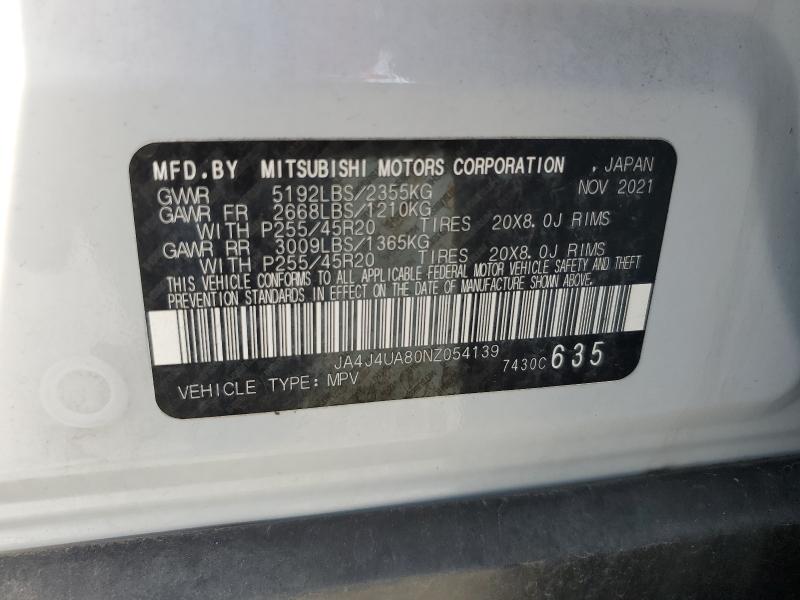 MFD.BY MITSUBISHI MOTORS CORPORATION , JAPAN
GVWR 5192LBS/2355KG NOV 2021
GAWR FR 2668LBS/1210KG
WITH P255/45R20 TIRES 20X8.0J RIMS
GAWR RR 3009LBS/1365KG
WITH P255/45R20 TIRES 20X8.0J RIMS
THIS VEHICLE CONFORMS TO ALL APPLICABLE FEDERAL MOTOR VEHICLE SAFETY AND THEFT
PREVENTION STANDARDS IN EFFECT ON THE DATE OF MANUFACTURE SHOWN ABOVE.
JA4J4UA80NZ054139
7430C 635
VEHICLE TYPE: MPV